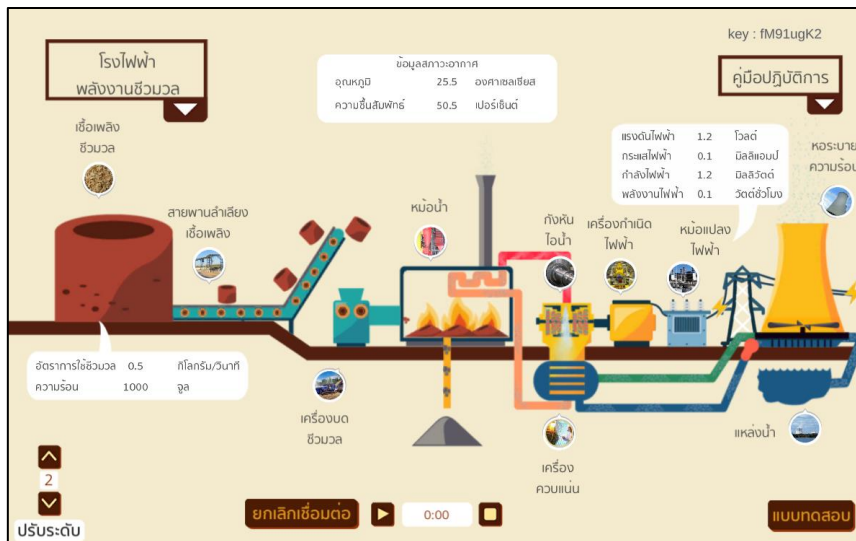 key : fM91ugK2
โรงไฟฟ้า
พลังงานชีวมวล
ข้อมูลสภาวะอากาศ
อุณหภูมิ 25.5 องศาเซลเซียส
ความชื้นสัมพัทธ์ 50.5 เปอร์เซ็นต์
คู่มือปฏิบัติการ
เชื้อเพลิง
ชีวมวล
แรงดันไฟฟ้า 1.2 โวลต์
กระแสไฟฟ้า 0.1 มิลลิแอมป์
กำลังไฟฟ้า 1.2 มิลลิวัตต์
พลังงานไฟฟ้า 0.1 วัตต์ชั่วโมง
หอระบาย
ความร้อน
สายพานลำเลียง
เชื้อเพลิง
หม้อน้ำ
กังหัน
ไอน้ำ
เครื่องกำเนิด
ไฟฟ้า
หม้อแปลง
ไฟฟ้า
อัตราการใช้ชีวมวล 0.5 กิโลกรัม/วินาที
ความร้อน 1000 จูล
เครื่องบด
ชีวมวล
เครื่อง
ควบแน่น
แหล่งน้ำ
2
ปรับระดับ
ยกเลิกเชื่อมต่อ
0:00
แบบทดสอบ